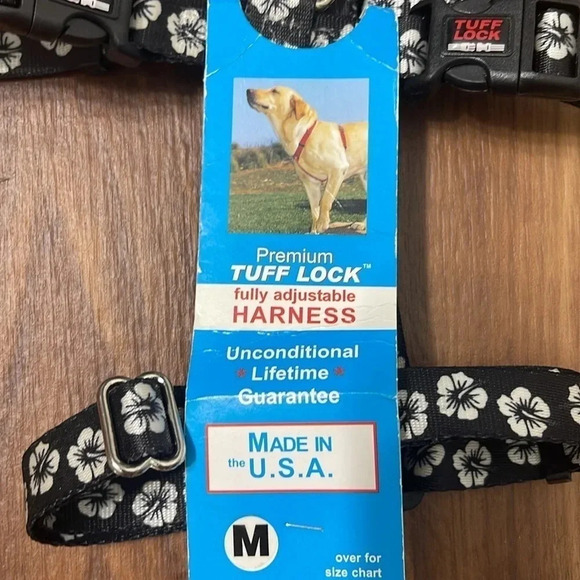 TUFF
LOCK
Premium
TUFF LOCK™
fully adjustable
HARNESS
Unconditional
* Lifetime *
Guarantee
MADE IN
the U.S.A.
M
over for
size chart